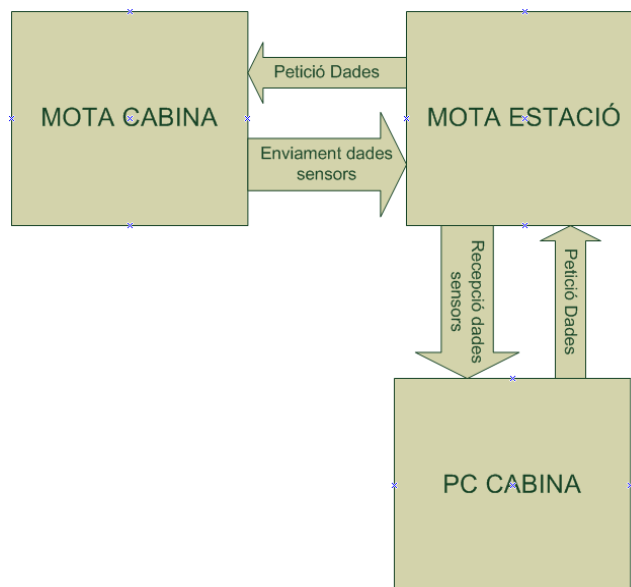 MOTA CABINA
Petició Dades
MOTA ESTACIÓ
Enviament dades
sensors
Recepció dades
sensors
Petició Dades
PC CABINA